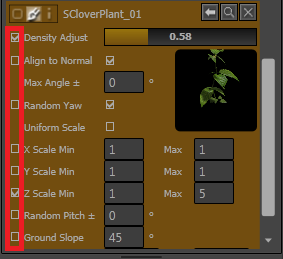 SCloverPlant_01
Density Adjust 0.58
Align to Normal
Max Angle ± 0 °
Random Yaw
Uniform Scale
X Scale Min 1 Max 1
Y Scale Min 1 Max 1
Z Scale Min 1 Max 5
Random Pitch ± 0 °
Ground Slope 45 °